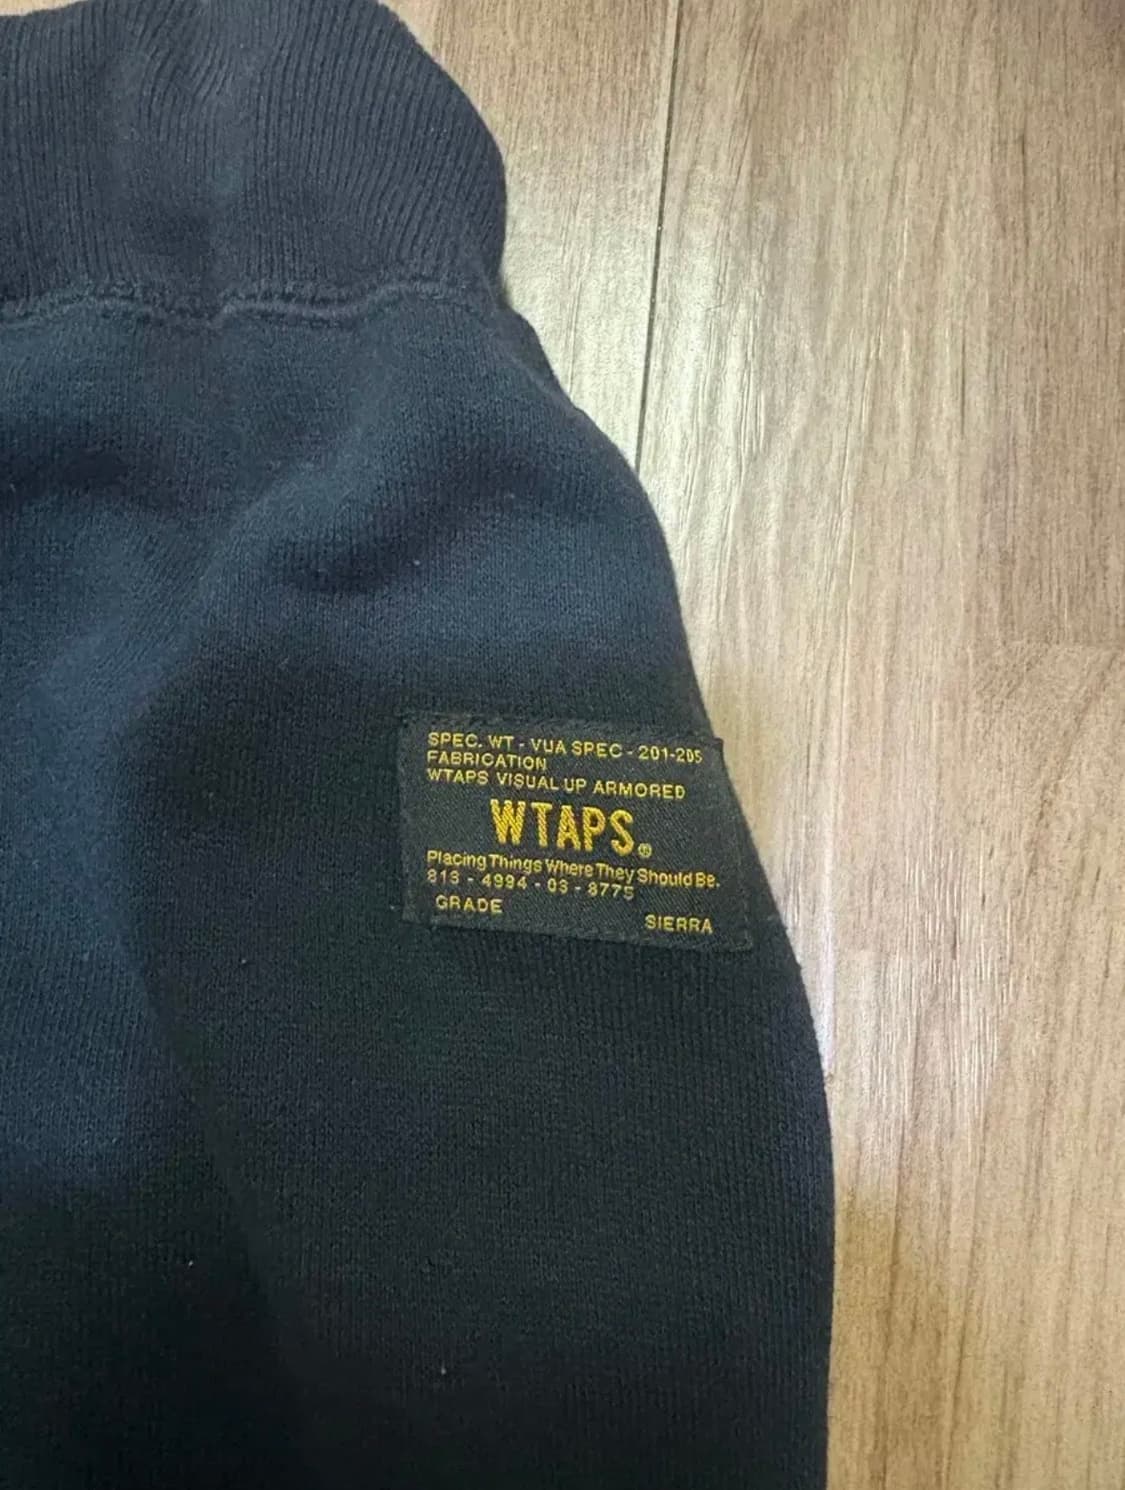 SPEC. WT - VUA SPEC - 201-205
FABRICATION
WTAPS VISUAL UP ARMORED
WTAPS®
Placing Things Where They Should Be.
813 - 4994 - 03 - 8775
GRADE SIERRA